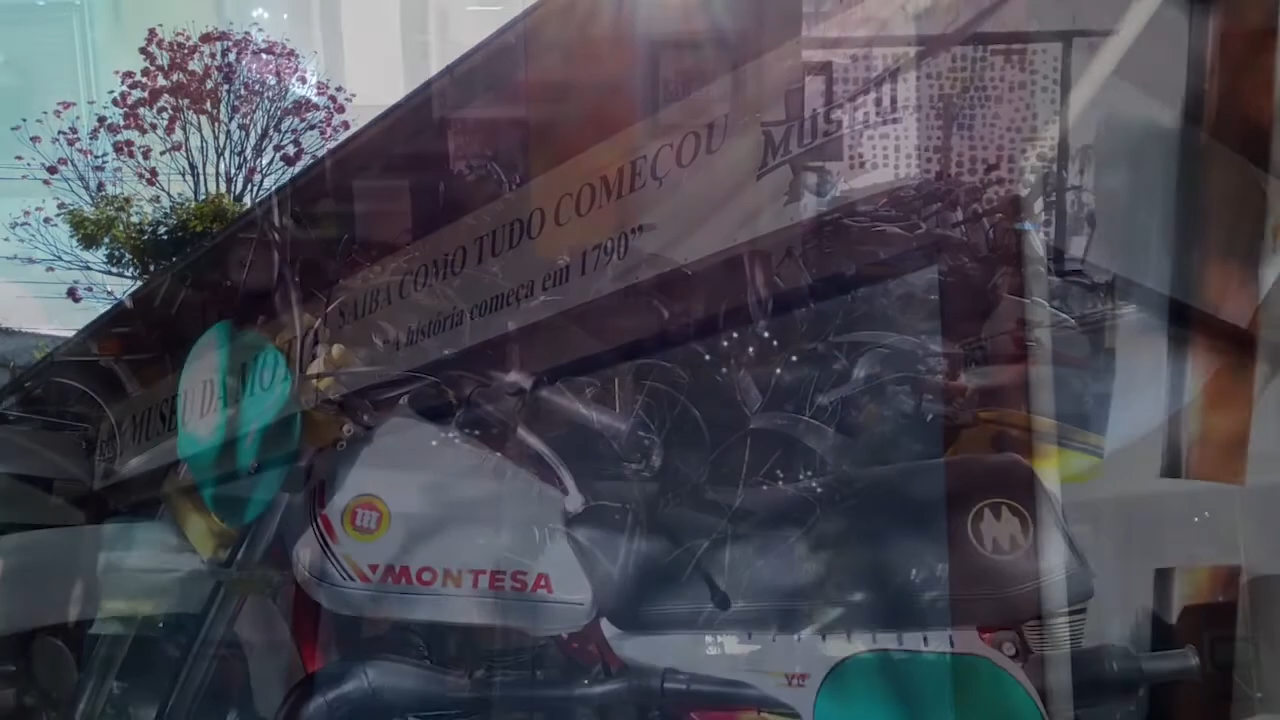 MUSEU
SAIBA COMO TUDO COMEÇOU
"A história começa em 1790"
MUSEU DA MOTO
m
MONTESA
M